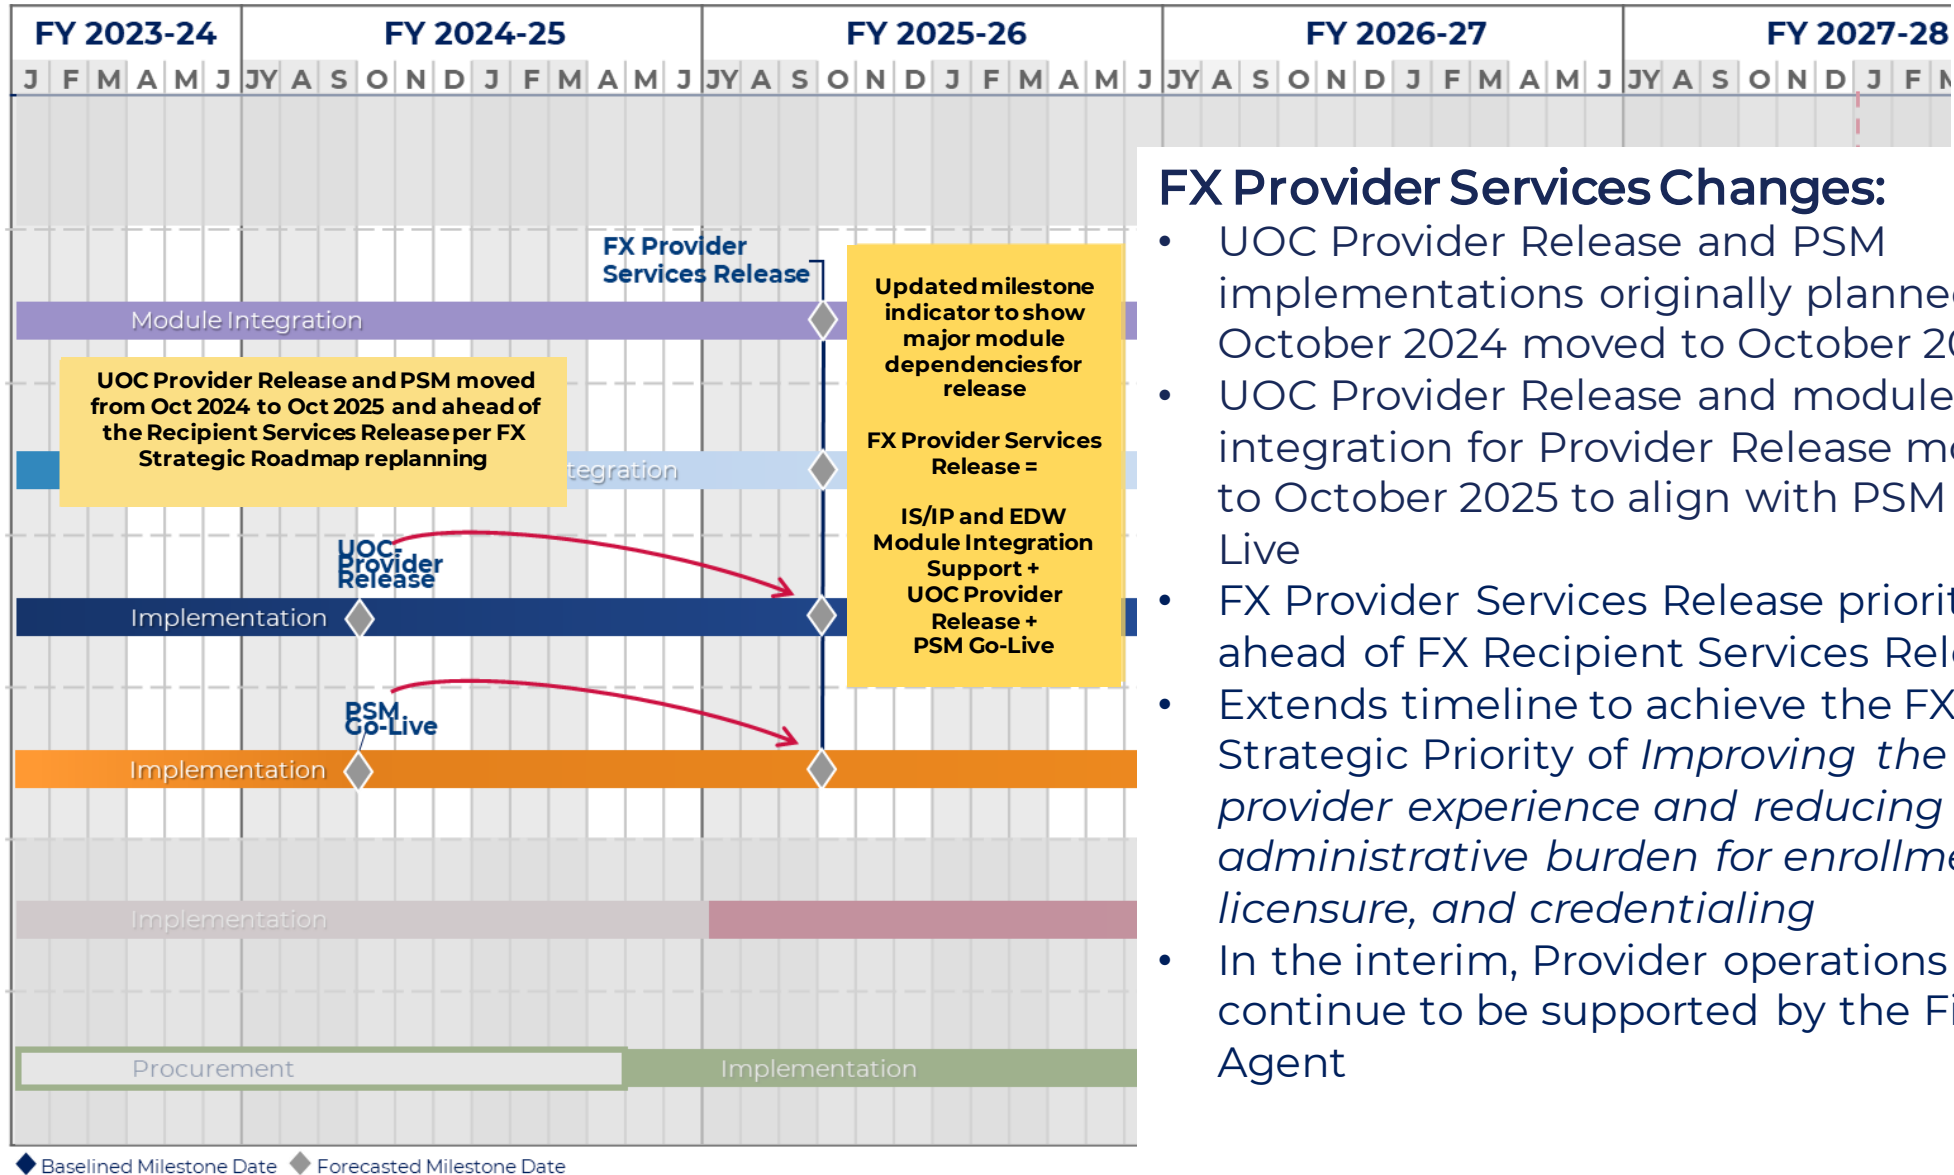 FY 2023-24 FY 2024-25 FY 2025-26 FY 2026-27 FY 2027-28
J F M A M J JY A S O N D J F M A M J JY A S O N D J F M A M J JY A S O N D J F M A M J JY A S O N D J F
FX Provider
Services Release
Module Integration
UOC Provider Release and PSM moved
from Oct 2024 to Oct 2025 and ahead of
the Recipient Services Release per FX
Strategic Roadmap replanning
tegration
UOC-
Provider
Release
Implementation
PSM
Go-Live
Implementation
Implementation
Procurement
Implementation
Updated milestone
indicator to show
major module
dependencies for
release
FX Provider Services
Release =
IS/IP and EDW
Module Integration
Support +
UOC Provider
Release +
PSM Go-Live
FX Provider Services Changes:
• UOC Provider Release and PSM
implementations originally planne
October 2024 moved to October 20
• UOC Provider Release and module
integration for Provider Release mo
to October 2025 to align with PSM
Live
• FX Provider Services Release priorit
ahead of FX Recipient Services Rel
• Extends timeline to achieve the FX
Strategic Priority of Improving the
provider experience and reducing
administrative burden for enrollme
licensure, and credentialing
• In the interim, Provider operations
continue to be supported by the Fi
Agent
Baselined Milestone Date Forecasted Milestone Date